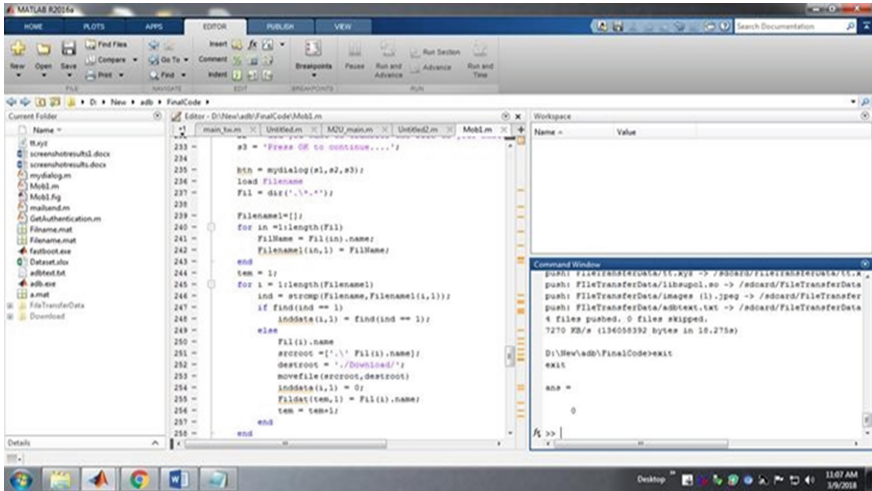 MATLAB R2016a
HOME PLOTS APPS EDITOR PUBLISH VIEW Search Documentation
New Open Save Find Files Compare Print Go To Find Insert Comment Indent Breakpoints Pause Run and Advance Run Section Advance Run and Time
FILE NAVIGATE EDIT BREAKPOINTS RUN
D: New adb FinalCode
Current Folder
Name
tt.xyz
screenshotresults1.docx
screenshotresults.docx
mydialog.m
Mob1.m
Mob1.fig
mailsend.m
GetAuthentication.m
Filname.mat
Filename.mat
fastboot.exe
Dataset.xlsx
adbtext.txt
adb.exe
a.mat
FileTransferData
Download
Details
Editor - D:\New\adb\FinalCode\Mob1.m
main_tw.m Untitled.m M2U_main.m Untitled2.m Mob1.m
233 s3 = 'Press OK to continue....';
234
235 btn = mydialog(s1,s2,s3);
236 load Filename
237 Fil = dir('.\*.*');
238
239 Filename1=[];
240 for in =1:length(Fil)
241 FilName = Fil(in).name;
242 Filename1{in,1} = FilName;
243 end
244 tem = 1;
245 for i = 1:length(Filename1)
246 ind = strcmp(Filename,Filename1{i,1});
247 if find(ind == 1)
248 inddata(i,1) = find(ind == 1);
249 else
250 Fil(i).name
251 srcroot =['.\' Fil(i).name];
252 destroot = './Download/';
253 movefile(srcroot,destroot)
254 inddata(i,1) = 0;
255 Fildat{tem,1} = Fil(i).name;
256 tem = tem+1;
257 end
258 end
Workspace
Name Value
Command Window
push: FIleTransferData/tt.xyz -> /sdcard/FileTransferData/tt.x
push: FIleTransferData/libsupcl.so -> /sdcard/FileTransferData
push: FIleTransferData/images (1).jpeg -> /sdcard/FileTransfer
push: FIleTransferData/adbtext.txt -> /sdcard/FileTransferData
4 files pushed. 0 files skipped.
7270 KB/s (136058392 bytes in 18.275s)
D:\New\adb\FinalCode>exit
exit
ans =
0
fx >>
Desktop 11:07 AM
3/9/2018